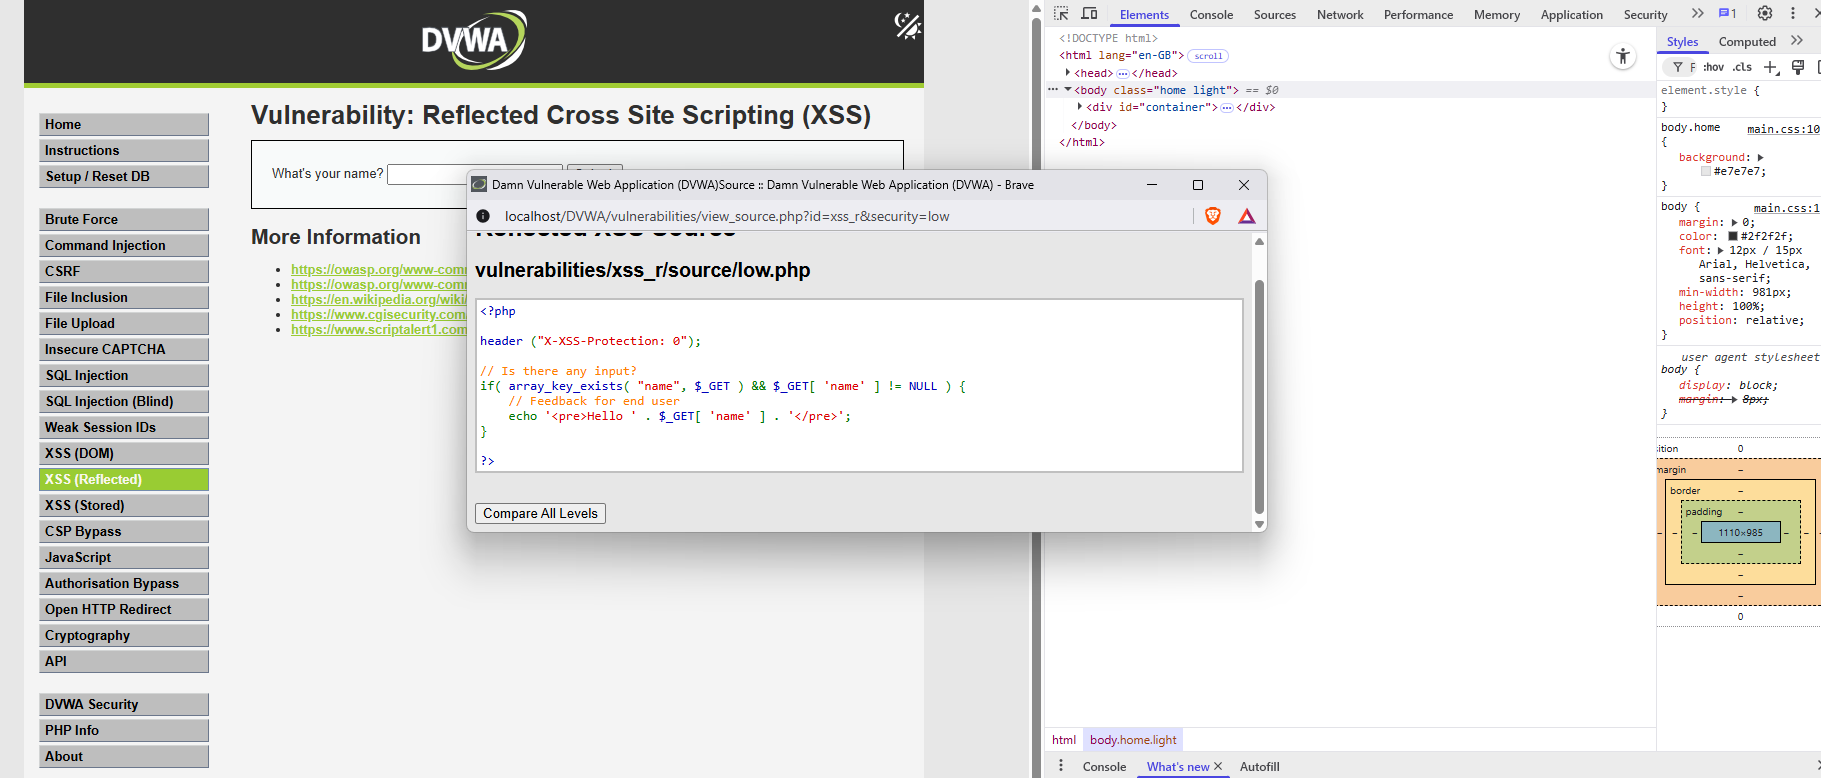 DVWA
Home
Instructions
Setup / Reset DB
Brute Force
Command Injection
CSRF
File Inclusion
File Upload
Insecure CAPTCHA
SQL Injection
SQL Injection (Blind)
Weak Session IDs
XSS (DOM)
XSS (Reflected)
XSS (Stored)
CSP Bypass
JavaScript
Authorisation Bypass
Open HTTP Redirect
Cryptography
API
DVWA Security
PHP Info
About
Vulnerability: Reflected Cross Site Scripting (XSS)
What's your name?
More Information
https://owasp.org/www-com
https://owasp.org/www-com
https://en.wikipedia.org/wiki/
https://www.cgisecurity.com
https://www.scriptalert1.com
Damn Vulnerable Web Application (DVWA)Source :: Damn Vulnerable Web Application (DVWA) - Brave
localhost/DVWA/vulnerabilities/view_source.php?id=xss_r&security=low
Reflected XSS Source
vulnerabilities/xss_r/source/low.php
<?php
header ("X-XSS-Protection: 0");
// Is there any input?
if( array_key_exists( "name", $_GET ) && $_GET[ 'name' ] != NULL ) {
// Feedback for end user
echo '<pre>Hello ' . $_GET[ 'name' ] . '</pre>';
}
?>
Compare All Levels
Elements Console Sources Network Performance Memory Application Security 1
<!DOCTYPE html>
<html lang="en-GB"> scroll
<head> ... </head>
... <body class="home light"> == $0
<div id="container"> ... </div>
</body>
</html>
html body.home.light
Console What's new Autofill
Styles Computed
F :hov .cls
element.style {
}
body.home main.css:10
{
background:
#e7e7e7;
}
body { main.css:1
margin: 0;
color: #2f2f2f;
font: 12px / 15px
Arial, Helvetica,
sans-serif;
min-width: 981px;
height: 100%;
position: relative;
}
user agent stylesheet
body {
display: block;
margin: 8px;
}
ition 0
margin –
border –
padding –
– – – 1110×985 – – –
–
–
–
0